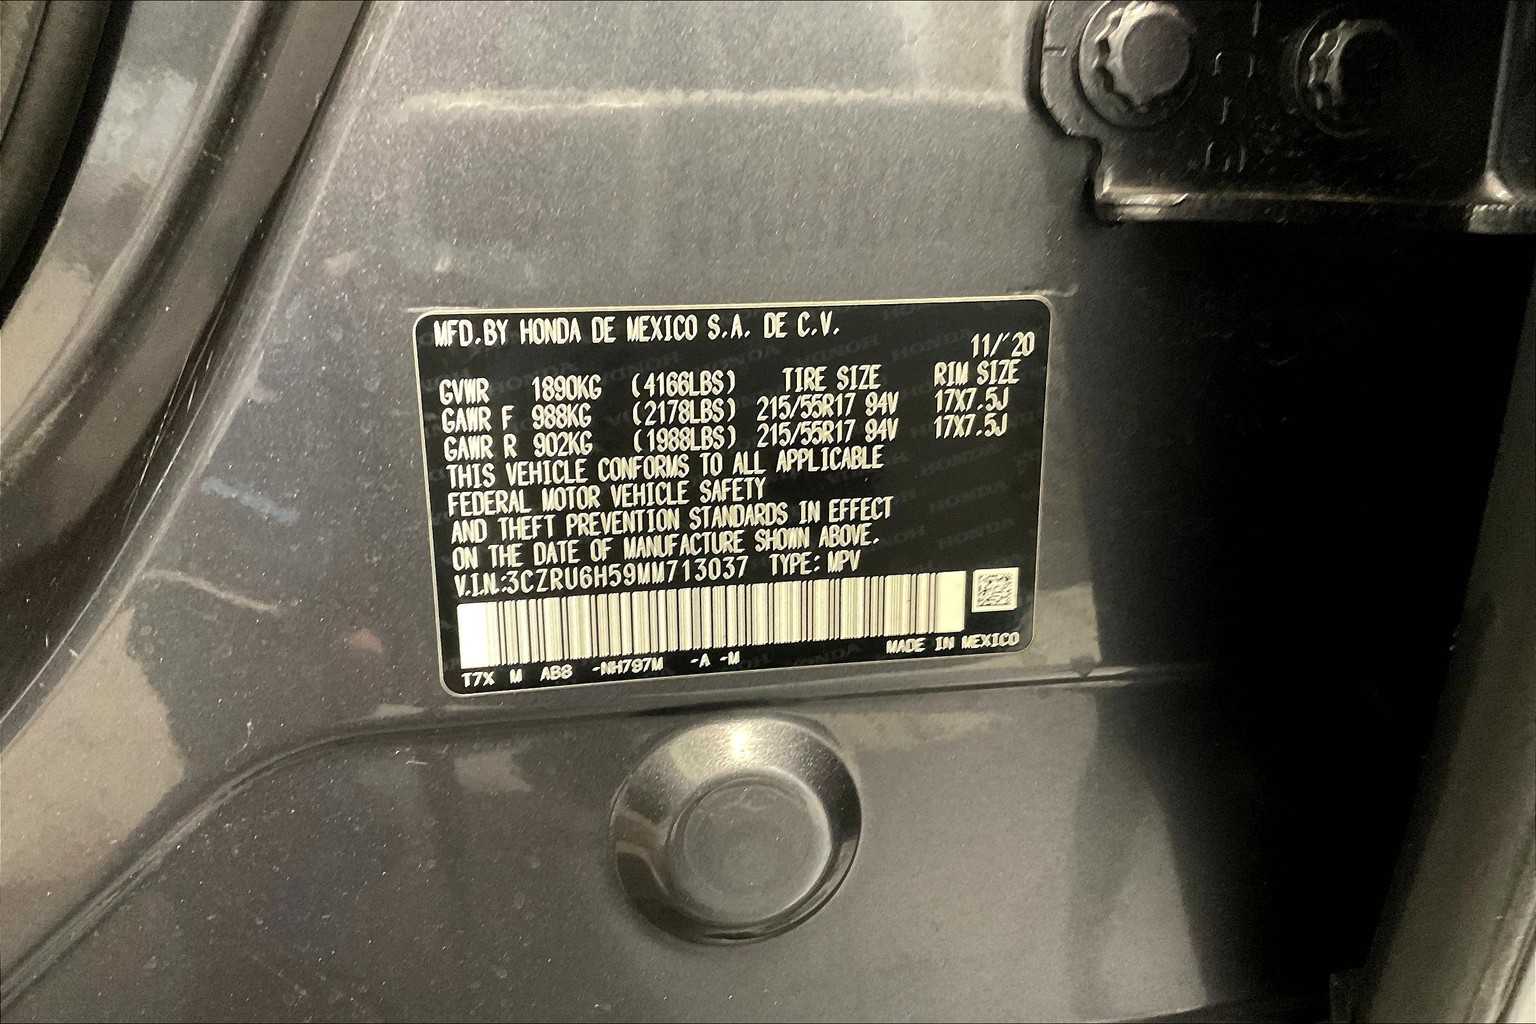 MFD.BY HONDA DE MEXICO S.A. DE C.V.
11/'20
GVWR 1890KG (4166LBS) TIRE SIZE RIM SIZE
GAWR F 988KG (2178LBS) 215/55R17 94V 17X7.5J
GAWR R 902KG (1988LBS) 215/55R17 94V 17X7.5J
THIS VEHICLE CONFORMS TO ALL APPLICABLE
FEDERAL MOTOR VEHICLE SAFETY
AND THEFT PREVENTION STANDARDS IN EFFECT
ON THE DATE OF MANUFACTURE SHOWN ABOVE.
V.I.N.:3CZRU6H59MM713037 TYPE: MPV
MADE IN MEXICO
T7X M AB8 -NH797M -A -M